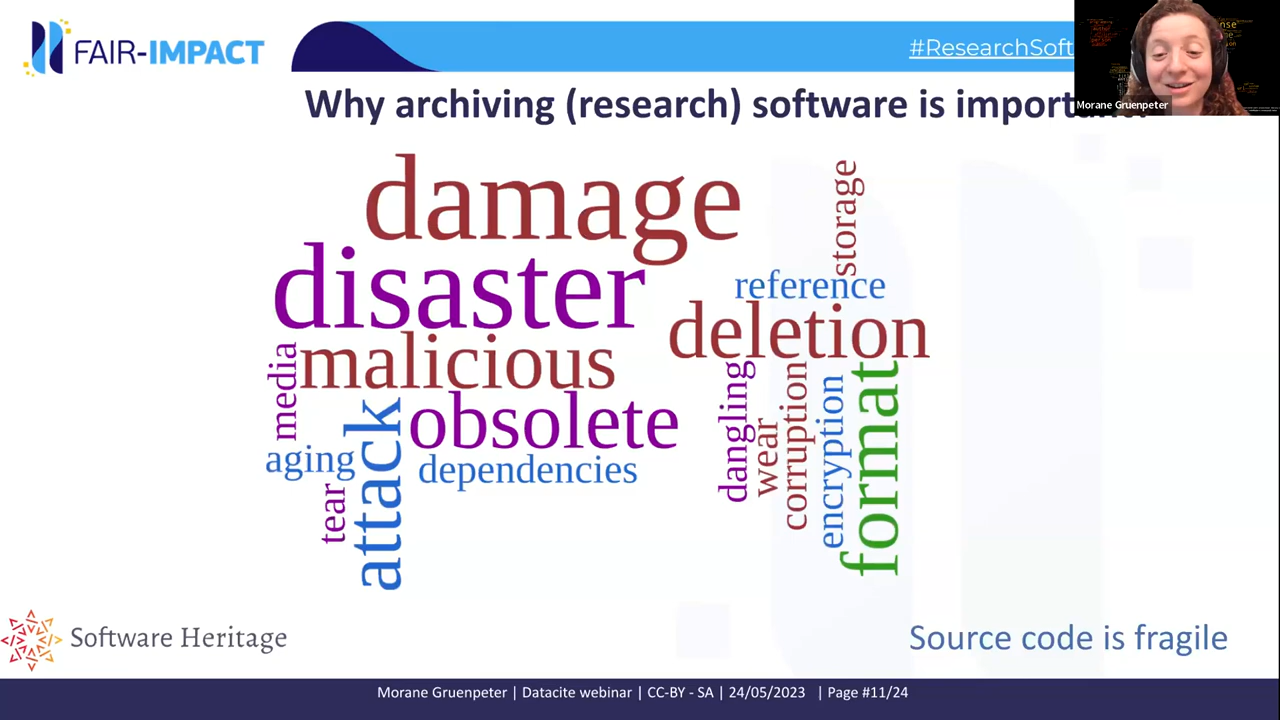 FAIR-IMPACT
#ResearchSoft
Morane Gruenpeter
Why archiving (research) software is
damage
storage
disaster
reference
deletion
malicious
media
obsolete
attack
aging
dependencies
tear
dangling
wear
corruption
encryption
format
Software Heritage
Source code is fragile
Morane Gruenpeter | Datacite webinar | CC-BY - SA | 24/05/2023 | Page #11/24